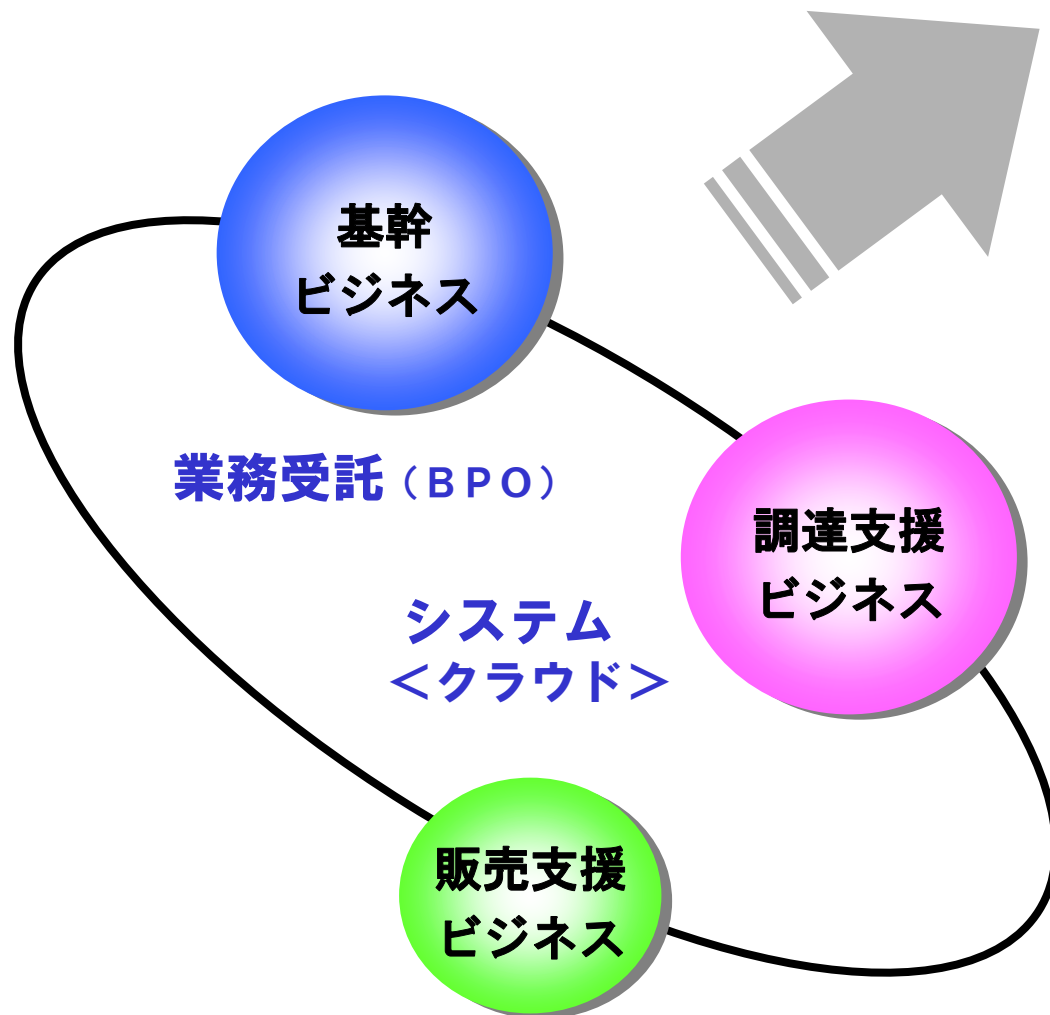 基幹
ビジネス
業務受託（ＢＰＯ）
調達支援
ビジネス
システム
＜クラウド＞
販売支援
ビジネス